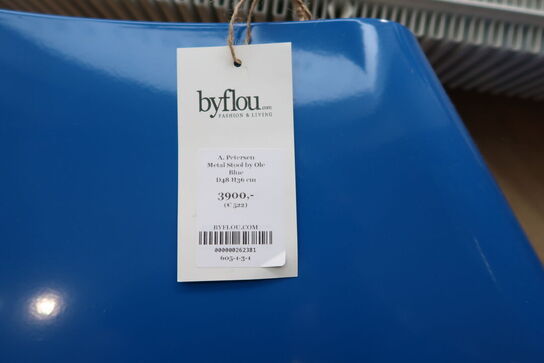 byflou.com
FASHION & LIVING
A. Petersen
Metal Stool by Ole
Blue
D48 H36 cm
3900,-
(€ 522)
BYFLOU.COM
000000262381
605-1-3-1